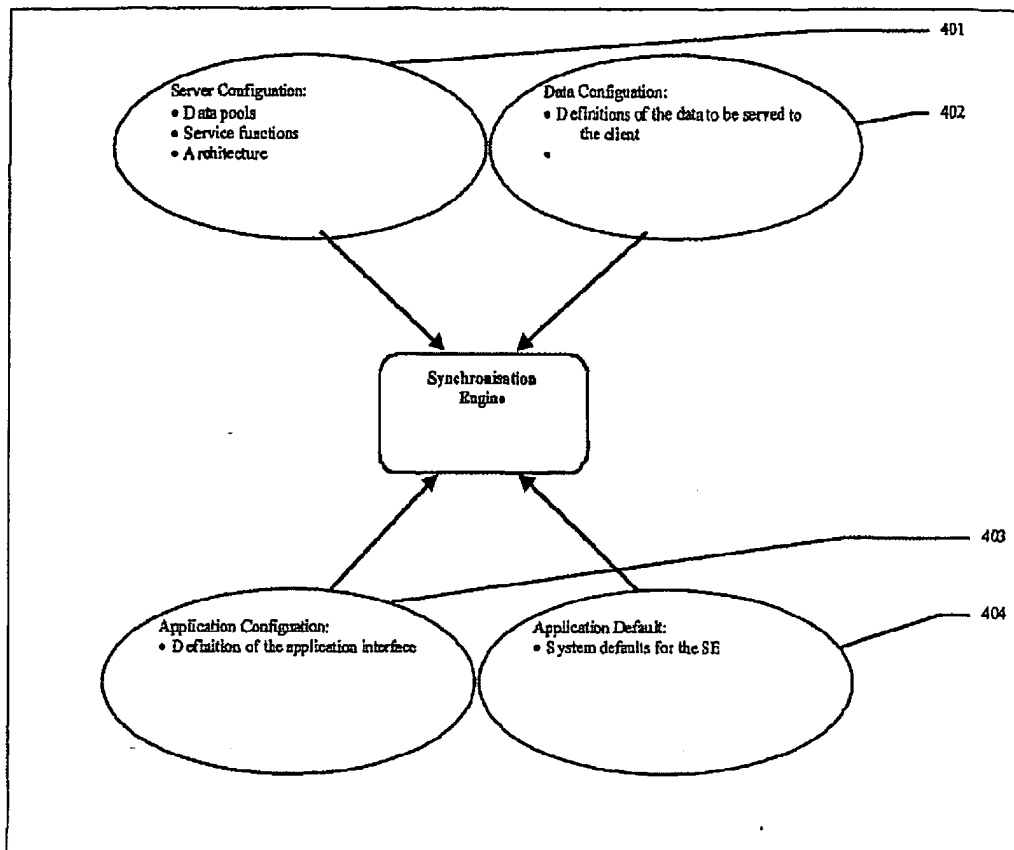 401
Server Configuation:
• Data pools
• Service functions
• Architecture
Data Configuation:
• Definitions of the data to be served to
the client
•
402
Synchronisation
Engine
403
Application Configuation:
• Definition of the application interface
Application Default:
• System defaults for the SE
404